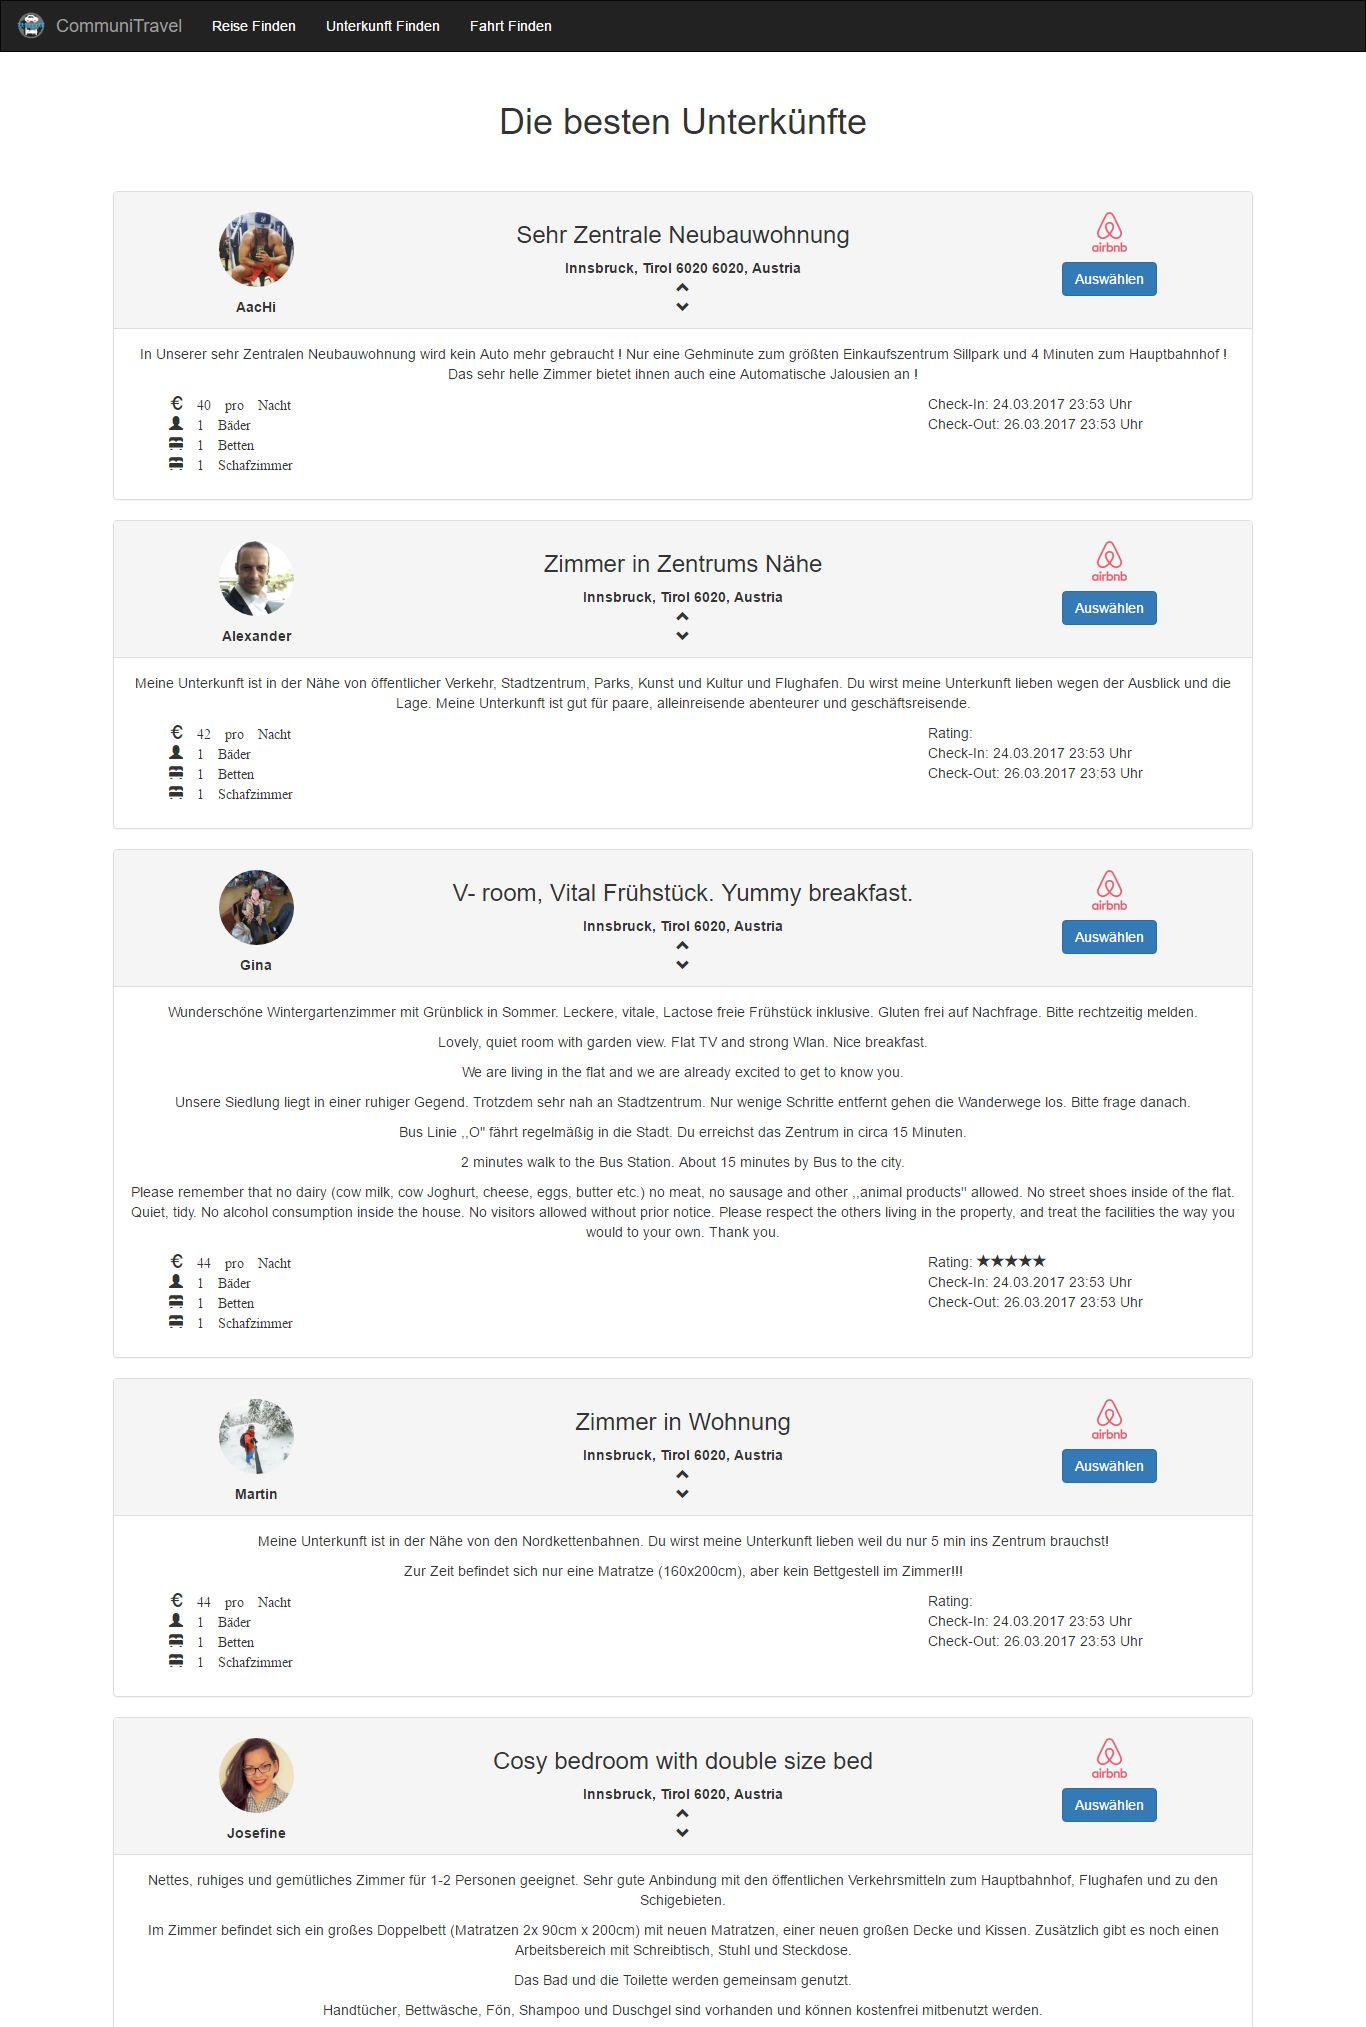 CommuniTravel Reise Finden Unterkunft Finden Fahrt Finden
Die besten Unterkünfte
Sehr Zentrale Neubauwohnung
airbnb
Innsbruck, Tirol 6020 6020, Austria
Auswählen
AacHi
In Unserer sehr Zentralen Neubauwohnung wird kein Auto mehr gebraucht ! Nur eine Gehminute zum größten Einkaufszentrum Sillpark und 4 Minuten zum Hauptbahnhof !
Das sehr helle Zimmer bietet ihnen auch eine Automatische Jalousien an !
€ 40 pro Nacht
1 Bäder
1 Betten
1 Schafzimmer
Check-In: 24.03.2017 23:53 Uhr
Check-Out: 26.03.2017 23:53 Uhr
Zimmer in Zentrums Nähe
airbnb
Innsbruck, Tirol 6020, Austria
Auswählen
Alexander
Meine Unterkunft ist in der Nähe von öffentlicher Verkehr, Stadtzentrum, Parks, Kunst und Kultur und Flughafen. Du wirst meine Unterkunft lieben wegen der Ausblick und die
Lage. Meine Unterkunft ist gut für paare, alleinreisende abenteurer und geschäftsreisende.
€ 42 pro Nacht
1 Bäder
1 Betten
1 Schafzimmer
Rating:
Check-In: 24.03.2017 23:53 Uhr
Check-Out: 26.03.2017 23:53 Uhr
V- room, Vital Frühstück. Yummy breakfast.
airbnb
Innsbruck, Tirol 6020, Austria
Auswählen
Gina
Wunderschöne Wintergartenzimmer mit Grünblick in Sommer. Leckere, vitale, Lactose freie Frühstück inklusive. Gluten frei auf Nachfrage. Bitte rechtzeitig melden.
Lovely, quiet room with garden view. Flat TV and strong Wlan. Nice breakfast.
We are living in the flat and we are already excited to get to know you.
Unsere Siedlung liegt in einer ruhiger Gegend. Trotzdem sehr nah an Stadtzentrum. Nur wenige Schritte entfernt gehen die Wanderwege los. Bitte frage danach.
Bus Linie ,,O" fährt regelmäßig in die Stadt. Du erreichst das Zentrum in circa 15 Minuten.
2 minutes walk to the Bus Station. About 15 minutes by Bus to the city.
Please remember that no dairy (cow milk, cow Joghurt, cheese, eggs, butter etc.) no meat, no sausage and other ,,animal products" allowed. No street shoes inside of the flat.
Quiet, tidy. No alcohol consumption inside the house. No visitors allowed without prior notice. Please respect the others living in the property, and treat the facilities the way you
would to your own. Thank you.
€ 44 pro Nacht
1 Bäder
1 Betten
1 Schafzimmer
Rating: ★★★★★
Check-In: 24.03.2017 23:53 Uhr
Check-Out: 26.03.2017 23:53 Uhr
Zimmer in Wohnung
airbnb
Innsbruck, Tirol 6020, Austria
Auswählen
Martin
Meine Unterkunft ist in der Nähe von den Nordkettenbahnen. Du wirst meine Unterkunft lieben weil du nur 5 min ins Zentrum brauchst!
Zur Zeit befindet sich nur eine Matratze (160x200cm), aber kein Bettgestell im Zimmer!!!
€ 44 pro Nacht
1 Bäder
1 Betten
1 Schafzimmer
Rating:
Check-In: 24.03.2017 23:53 Uhr
Check-Out: 26.03.2017 23:53 Uhr
Cosy bedroom with double size bed
airbnb
Innsbruck, Tirol 6020, Austria
Auswählen
Josefine
Nettes, ruhiges und gemütliches Zimmer für 1-2 Personen geeignet. Sehr gute Anbindung mit den öffentlichen Verkehrsmitteln zum Hauptbahnhof, Flughafen und zu den
Schigebieten.
Im Zimmer befindet sich ein großes Doppelbett (Matratzen 2x 90cm x 200cm) mit neuen Matratzen, einer neuen großen Decke und Kissen. Zusätzlich gibt es noch einen
Arbeitsbereich mit Schreibtisch, Stuhl und Steckdose.
Das Bad und die Toilette werden gemeinsam genutzt.
Handtücher, Bettwäsche, Fön, Shampoo und Duschgel sind vorhanden und können kostenfrei mitbenutzt werden.